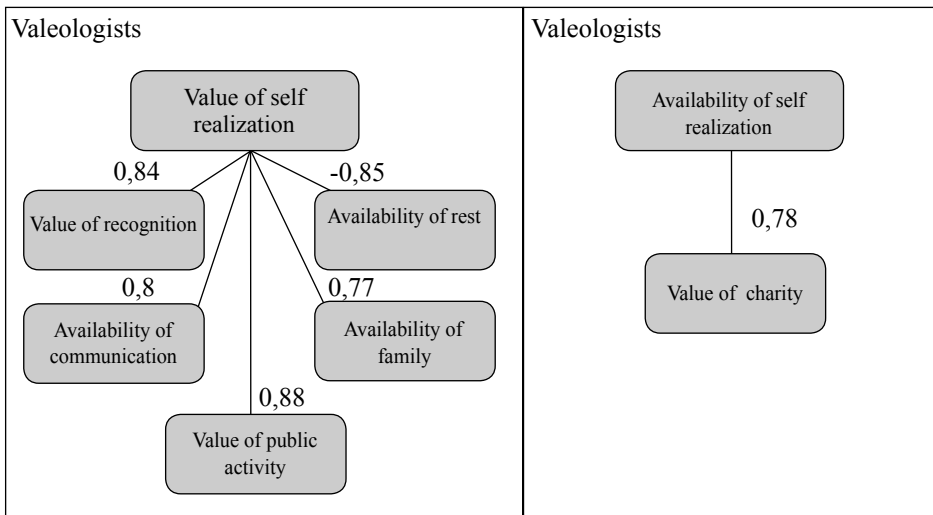 Valeologists
Value of self
realization
0,84
-0,85
Value of recognition
Availability of rest
0,8
0,77
Availability of
communication
Availability of
family
0,88
Value of public
activity
Valeologists
Availability of self
realization
0,78
Value of charity